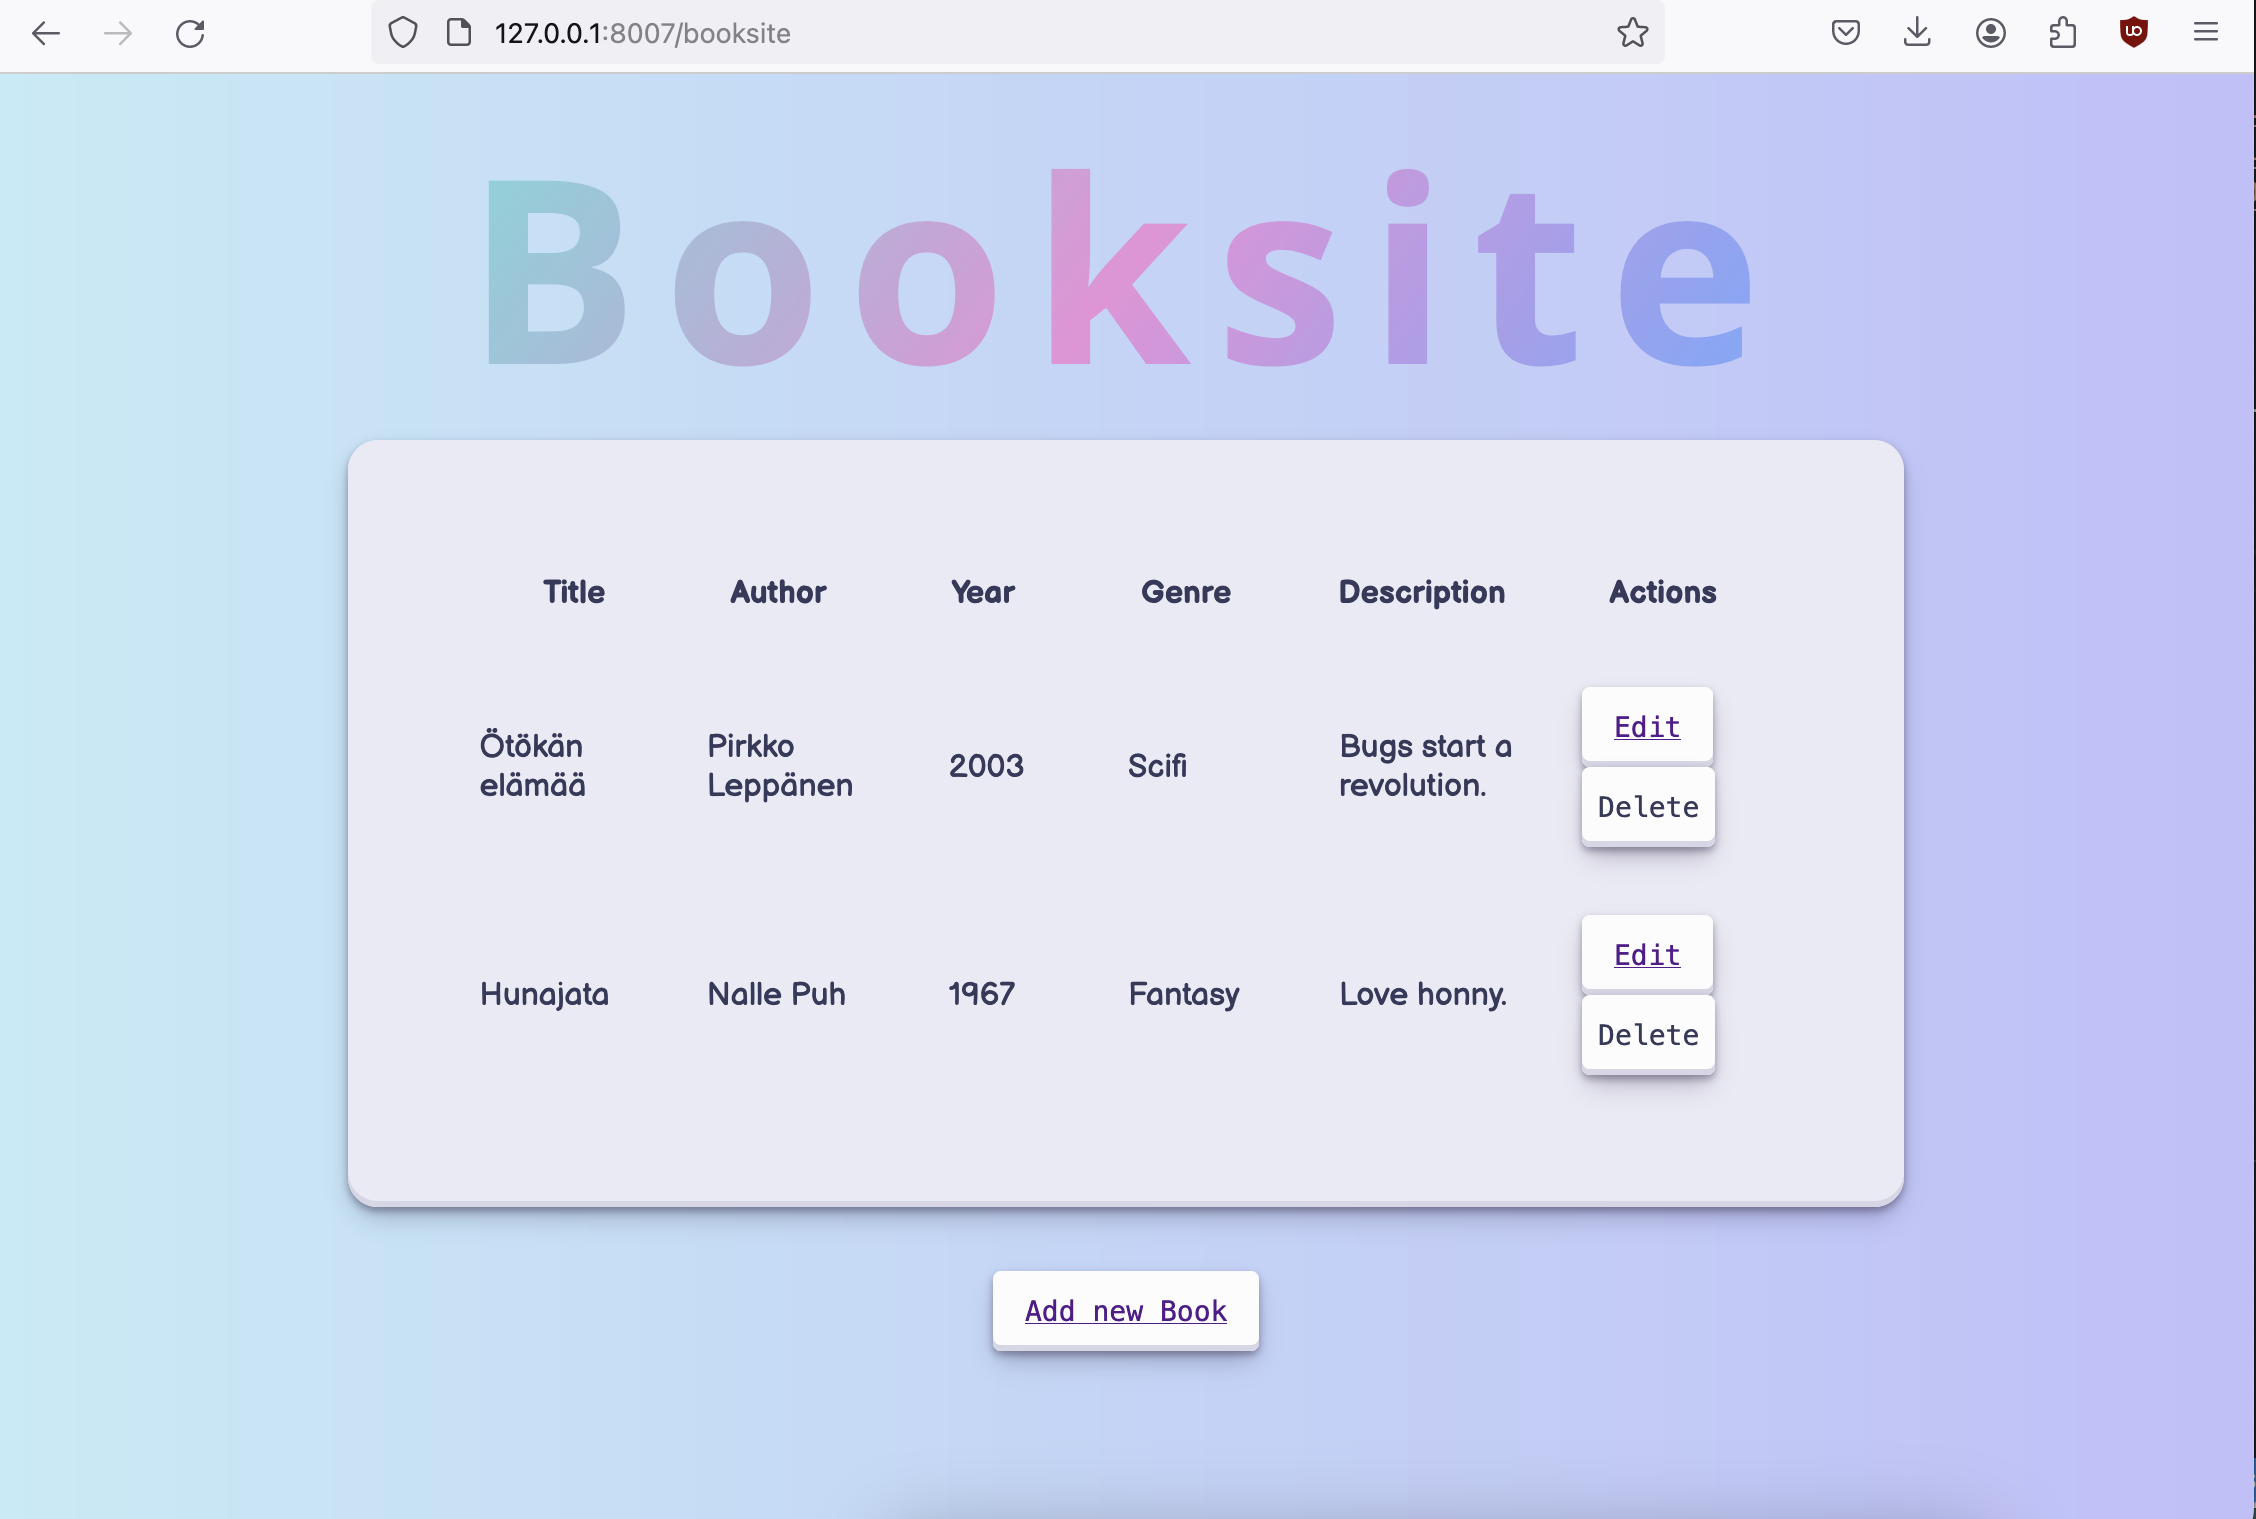 127.0.0.1:8007/booksite
Booksite
Title Author Year Genre Description Actions
Ötökän elämää Pirkko Leppänen 2003 Scifi Bugs start a revolution. Edit Delete
Hunajata Nalle Puh 1967 Fantasy Love honny. Edit Delete
Add new Book